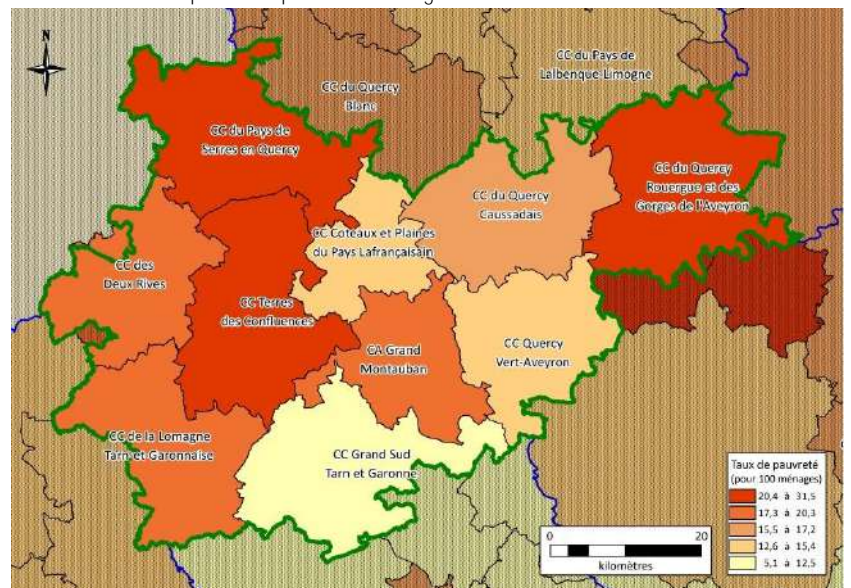 N
CC du Pays de
Lalbenque-Limogne
CC du Quercy
Blanc
CC du Pays de
Serres en Quercy
CC du Quercy
Rouergue et des
Gorges de l'Aveyron
CC du Quercy
Caussadais
CC Coteaux et Plaines
du Pays Lafrançaisain
CC des
Deux Rives
CC Terres
des Confluences
CA Grand
Montauban
CC Quercy
Vert-Aveyron
CC de la Lomagne
Tarn et Garonnaise
CC Grand Sud
Tarn et Garonne
Taux de pauvreté
(pour 100 ménages)
20,4 à 31,5
17,3 à 20,3
15,5 à 17,2
12,6 à 15,4
5,1 à 12,5
0 20
kilomètres